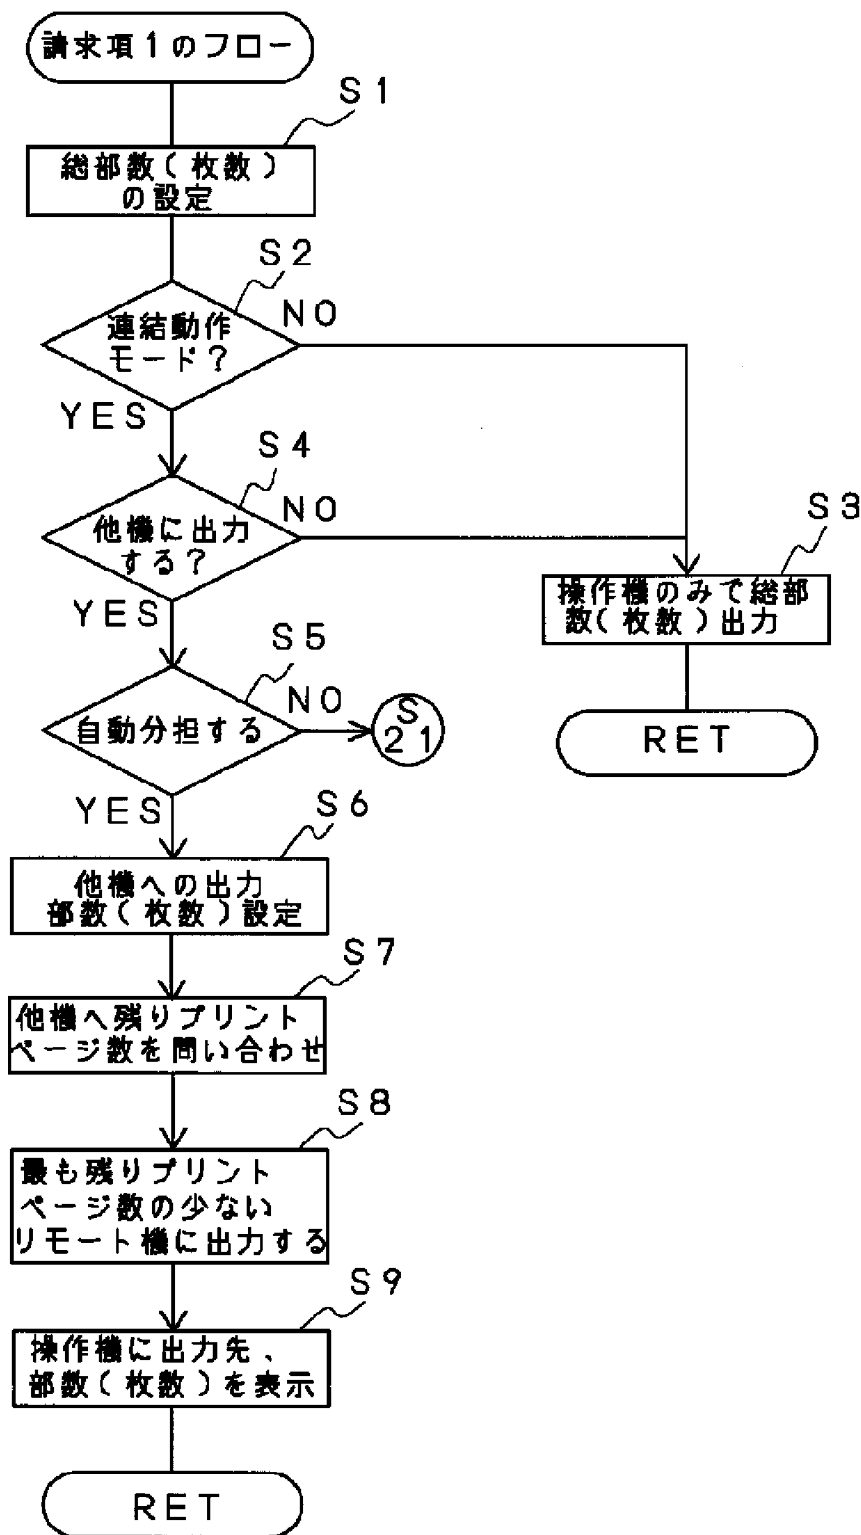 請求項1のフロー
S1
総部数(枚数)
の設定
S2
連結動作
モード?
NO
YES
S4
他機に出力
する?
NO
YES
S3
操作機のみで総部
数(枚数)出力
RET
S5
自動分担する
NO
S
21
YES
S6
他機への出力
部数(枚数)設定
S7
他機へ残りプリント
ページ数を問い合わせ
S8
最も残りプリント
ページ数の少ない
リモート機に出力する
S9
操作機に出力先、
部数(枚数)を表示
RET